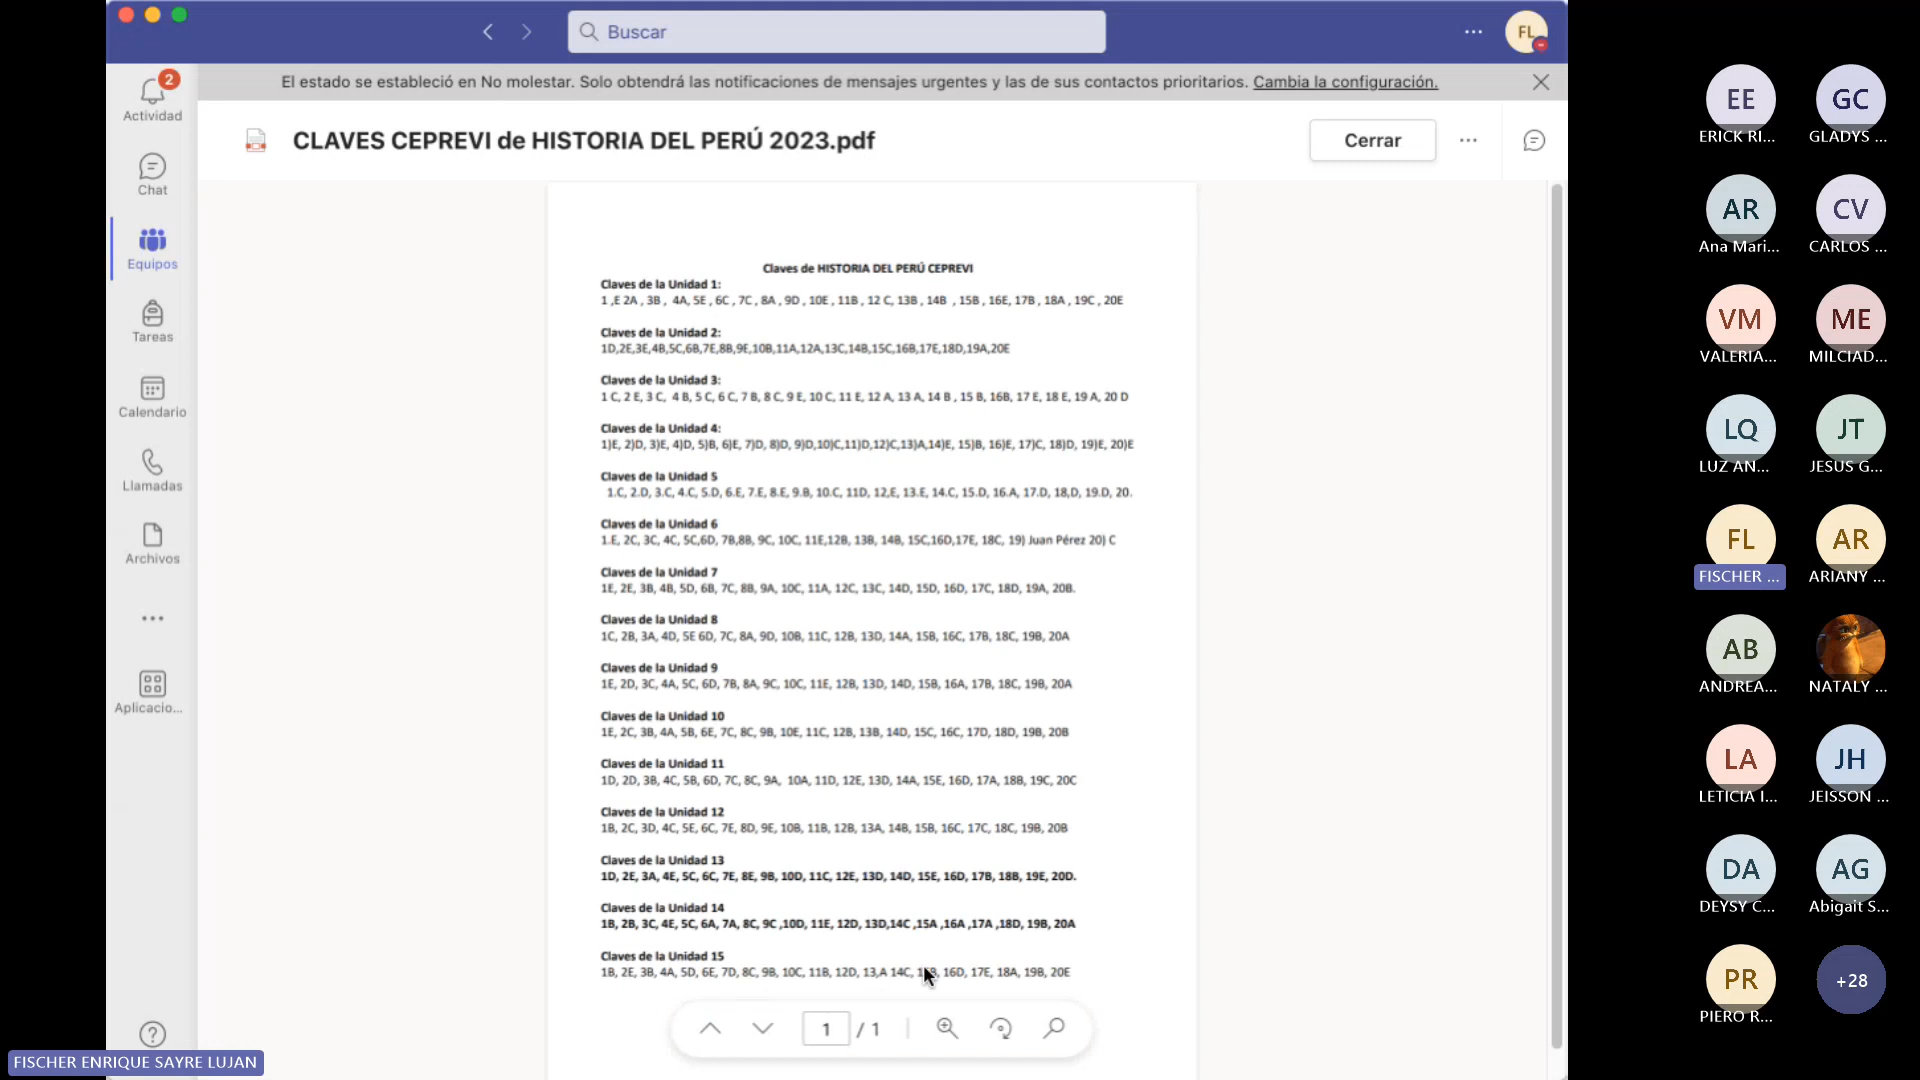 Buscar
FL
El estado se estableció en No molestar. Solo obtendrá las notificaciones de mensajes urgentes y las de sus contactos prioritarios. Cambia la configuración.
2
Actividad
Chat
Equipos
Tareas
Calendario
Llamadas
Archivos
Aplicacio...
CLAVES CEPREVI de HISTORIA DEL PERÚ 2023.pdf
Cerrar
Claves de HISTORIA DEL PERÚ CEPREVI
Claves de la Unidad 1:
1 ,E 2A , 3B , 4A, 5E , 6C , 7C , 8A , 9D , 10E , 11B , 12 C, 13B , 14B , 15B , 16E, 17B , 18A , 19C , 20E
Claves de la Unidad 2:
1D,2E,3E,4B,5C,6B,7E,8B,9E,10B,11A,12A,13C,14B,15C,16B,17E,18D,19A,20E
Claves de la Unidad 3:
1 C, 2 E, 3 C, 4 B, 5 C, 6 C, 7 B, 8 C, 9 E, 10 C, 11 E, 12 A, 13 A, 14 B , 15 B, 16B, 17 E, 18 E, 19 A, 20 D
Claves de la Unidad 4:
1)E, 2)D, 3)E, 4)D, 5)B, 6)E, 7)D, 8)D, 9)D,10)C,11)D,12)C,13)A,14)E, 15)B, 16)E, 17)C, 18)D, 19)E, 20)E
Claves de la Unidad 5
1.C, 2.D, 3.C, 4.C, 5.D, 6.E, 7.E, 8.E, 9.B, 10.C, 11D, 12,E, 13.E, 14.C, 15.D, 16.A, 17.D, 18,D, 19.D, 20.
Claves de la Unidad 6
1.E, 2C, 3C, 4C, 5C,6D, 7B,8B, 9C, 10C, 11E,12B, 13B, 14B, 15C,16D,17E, 18C, 19) Juan Pérez 20) C
Claves de la Unidad 7
1E, 2E, 3B, 4B, 5D, 6B, 7C, 8B, 9A, 10C, 11A, 12C, 13C, 14D, 15D, 16D, 17C, 18D, 19A, 20B.
Claves de la Unidad 8
1C, 2B, 3A, 4D, 5E 6D, 7C, 8A, 9D, 10B, 11C, 12B, 13D, 14A, 15B, 16C, 17B, 18C, 19B, 20A
Claves de la Unidad 9
1E, 2D, 3C, 4A, 5C, 6D, 7B, 8A, 9C, 10C, 11E, 12B, 13D, 14D, 15B, 16A, 17B, 18C, 19B, 20A
Claves de la Unidad 10
1E, 2C, 3B, 4A, 5B, 6E, 7C, 8C, 9B, 10E, 11C, 12B, 13B, 14D, 15C, 16C, 17D, 18D, 19B, 20B
Claves de la Unidad 11
1D, 2D, 3B, 4C, 5B, 6D, 7C, 8C, 9A, 10A, 11D, 12E, 13D, 14A, 15E, 16D, 17A, 18B, 19C, 20C
Claves de la Unidad 12
1B, 2C, 3D, 4C, 5E, 6C, 7E, 8D, 9E, 10B, 11B, 12B, 13A, 14B, 15B, 16C, 17C, 18C, 19B, 20B
Claves de la Unidad 13
1D, 2E, 3A, 4E, 5C, 6C, 7E, 8E, 9B, 10D, 11C, 12E, 13D, 14D, 15E, 16D, 17B, 18B, 19E, 20D.
Claves de la Unidad 14
1B, 2B, 3C, 4E, 5C, 6A, 7A, 8C, 9C ,10D, 11E, 12D, 13D,14C ,15A ,16A ,17A ,18D, 19B, 20A
Claves de la Unidad 15
1B, 2E, 3B, 4A, 5D, 6E, 7D, 8C, 9B, 10C, 11B, 12D, 13,A 14C, 16D, 17E, 18A, 19B, 20E
1 / 1
FISCHER ENRIQUE SAYRE LUJAN
EE GC
ERICK RI... GLADYS ...
AR CV
Ana Mari... CARLOS ...
VM ME
VALERIA... MILCIAD...
LQ JT
LUZ AN... JESUS G...
FL AR
FISCHER ... ARIANY ...
AB
ANDREA... NATALY ...
LA JH
LETICIA I... JEISSON ...
DA AG
DEYSY C... Abigait S...
PR +28
PIERO R...